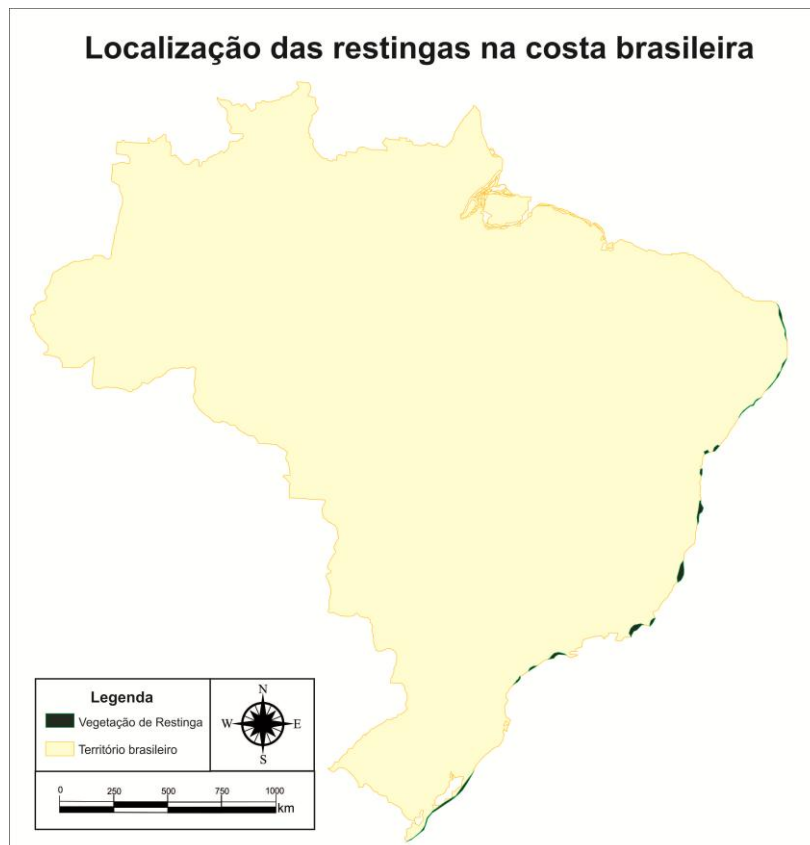 Localização das restingas na costa brasileira
Legenda
Vegetação de Restinga
Território brasileiro
N
W
E
S
0 250 500 750 1000
km